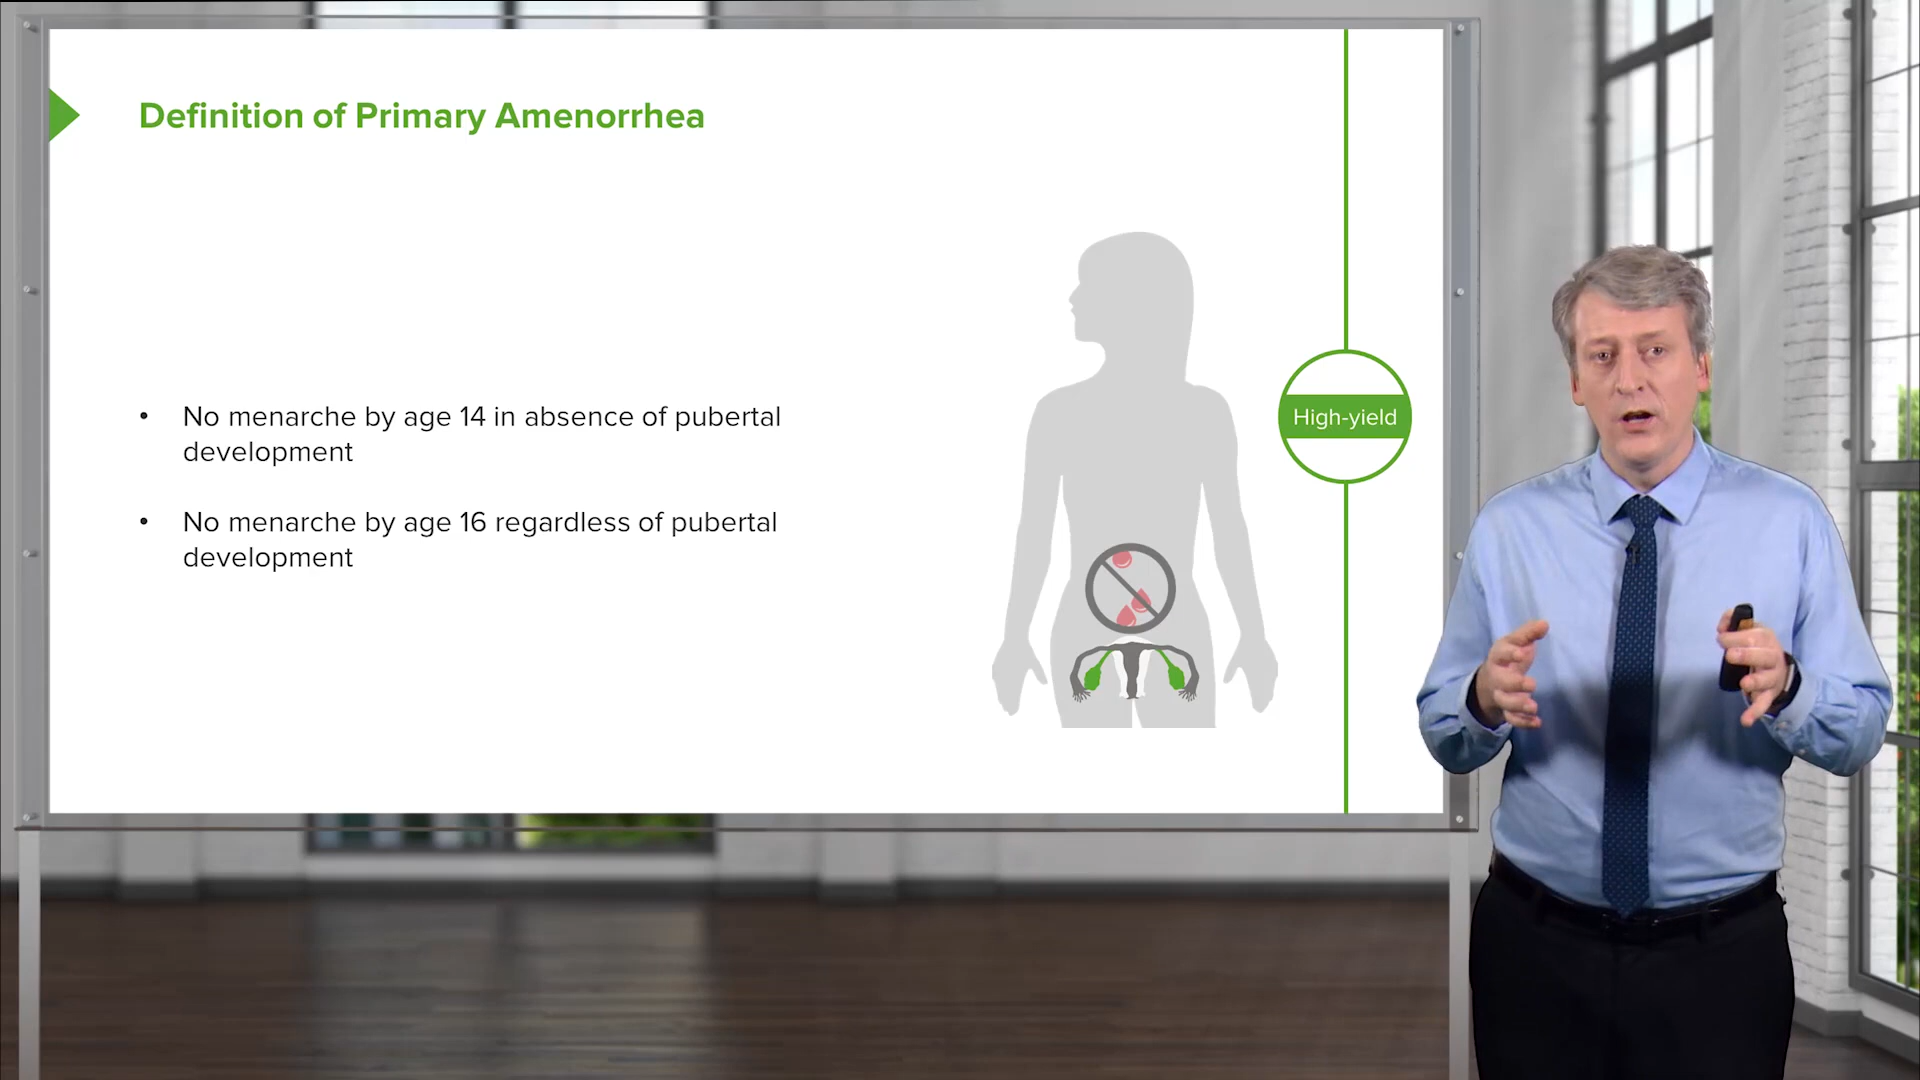 Definition of Primary Amenorrhea
• No menarche by age 14 in absence of pubertal
development
• No menarche by age 16 regardless of pubertal
development
High-yield